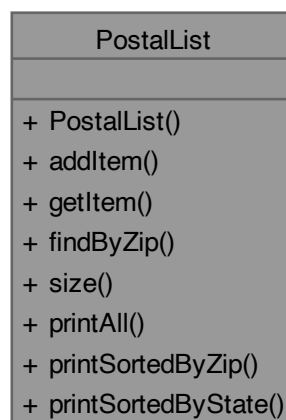 PostalList
+ PostalList()
+ addItem()
+ getItem()
+ findByZip()
+ size()
+ printAll()
+ printSortedByZip()
+ printSortedByState()